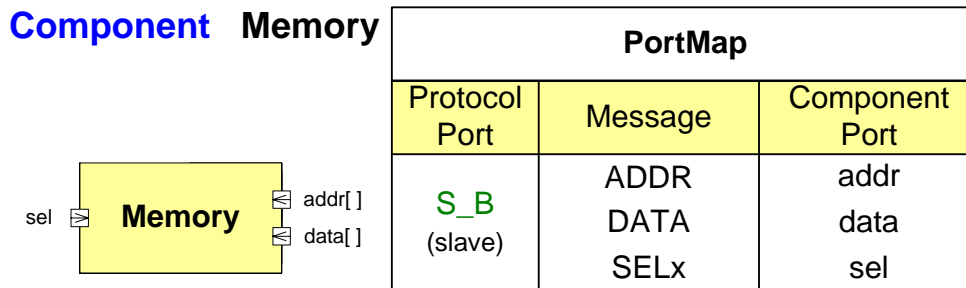 Component Memory
PortMap
Protocol Port
Message
Component Port
sel
Memory
addr[ ]
data[ ]
S_B
(slave)
ADDR addr
DATA data
SELx sel